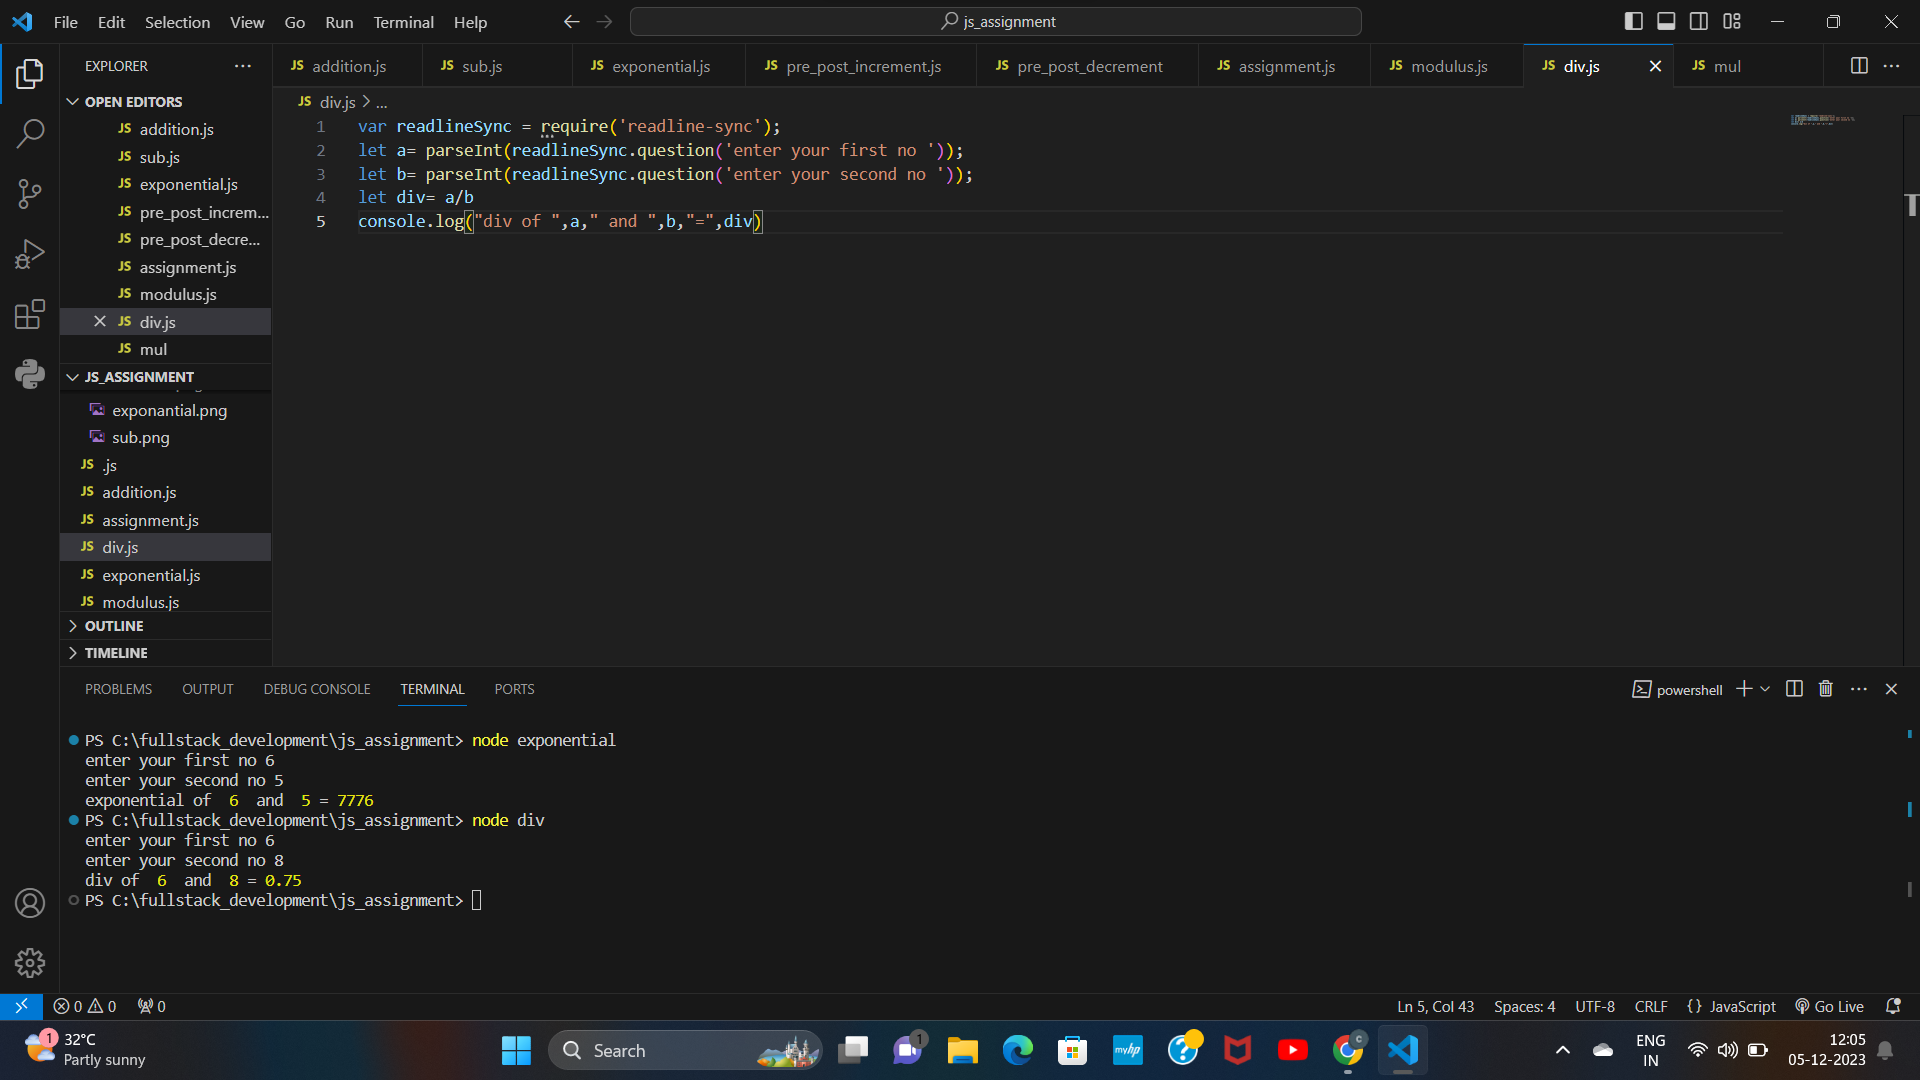 File Edit Selection View Go Run Terminal Help
js_assignment
EXPLORER
OPEN EDITORS
JS addition.js
JS sub.js
JS exponential.js
JS pre_post_increm...
JS pre_post_decre...
JS assignment.js
JS modulus.js
JS div.js
JS mul
JS_ASSIGNMENT
exponantial.png
sub.png
JS .js
JS addition.js
JS assignment.js
JS div.js
JS exponential.js
JS modulus.js
OUTLINE
TIMELINE
JS addition.js JS sub.js JS exponential.js JS pre_post_increment.js JS pre_post_decrement JS assignment.js JS modulus.js JS div.js JS mul
JS div.js > ...
1 var readlineSync = require('readline-sync');
2 let a= parseInt(readlineSync.question('enter your first no '));
3 let b= parseInt(readlineSync.question('enter your second no '));
4 let div= a/b
5 console.log("div of ",a," and ",b,"=",div)
PROBLEMS OUTPUT DEBUG CONSOLE TERMINAL PORTS
powershell
PS C:\fullstack_development\js_assignment> node exponential
enter your first no 6
enter your second no 5
exponential of  6  and  5 = 7776
PS C:\fullstack_development\js_assignment> node div
enter your first no 6
enter your second no 8
div of  6  and  8 = 0.75
PS C:\fullstack_development\js_assignment>
0 0 0
Ln 5, Col 43 Spaces: 4 UTF-8 CRLF {} JavaScript Go Live
1
32°C
Partly sunny
Search
1
myhp
?
C
ENG
IN
12:05
05-12-2023